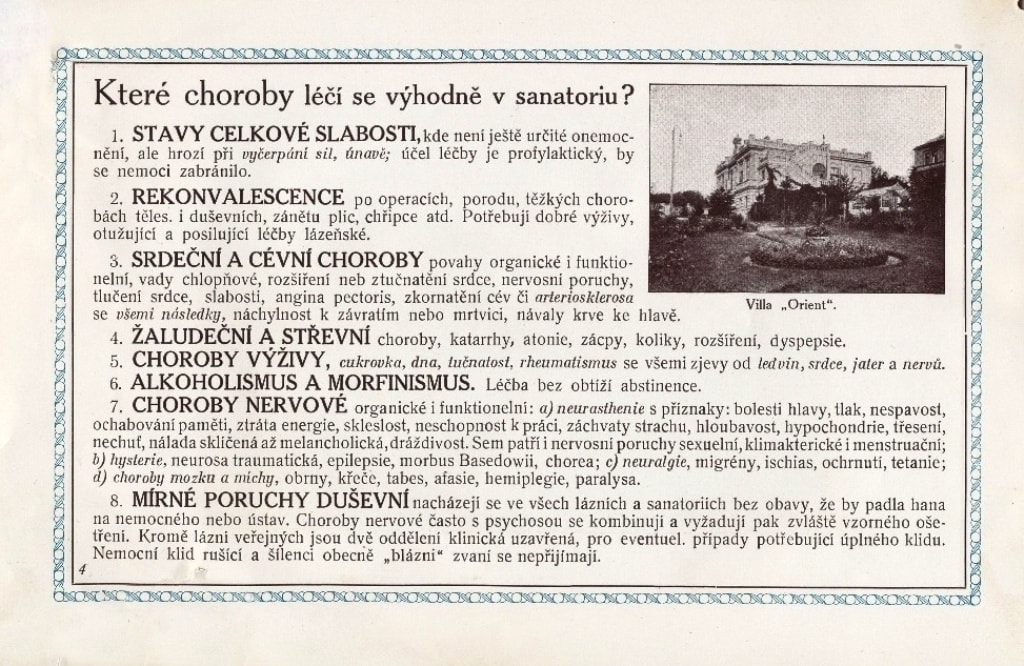 Které choroby léčí se výhodně v sanatoriu?
1. STAVY CELKOVÉ SLABOSTI, kde není ještě určité onemoc-
nění, ale hrozí při vyčerpání sil, únavě; účel léčby je profylaktický, by
se nemoci zabránilo.
2. REKONVALESCENCE po operacích, porodu, těžkých choro-
bách těles. i duševních, zánětu plic, chřipce atd. Potřebují dobré výživy,
otužující a posilující léčby lázeňské.
3. SRDEČNÍ A CÉVNÍ CHOROBY povahy organické i funktio-
nelní, vady chlopňové, rozšíření neb ztučnatění srdce, nervosní poruchy,
tlučení srdce, slabosti, angina pectoris, zkornatění cév či arteriosklerosa
se všemi následky, náchylnost k závratím nebo mrtvici, návaly krve ke hlavě.
Villa „Orient“.
4. ŽALUDEČNÍ A STŘEVNÍ choroby, katarrhy, atonie, zácpy, koliky, rozšíření, dyspepsie.
5. CHOROBY VÝŽIVY, cukrovka, dna, tučnalost, rheumatismus se všemi zjevy od ledvin, srdce, jater a nervů.
6. ALKOHOLISMUS A MORFINISMUS. Léčba bez obtíží abstinence.
7. CHOROBY NERVOVÉ organické i funktionelní: a) neurasthenie s příznaky: bolesti hlavy, tlak, nespavost,
ochabování paměti, ztráta energie, skleslost, neschopnost k práci, záchvaty strachu, hloubavost, hypochondrie, třesení,
nechuť, nálada sklíčená až melancholická, dráždivost. Sem patří i nervosní poruchy sexuelní, klimakterické i menstruační;
b) hysterie, neurosa traumatická, epilepsie, morbus Basedowii, chorea; c) neuralgie, migrény, ischias, ochrnutí, tetanie;
d) choroby mozku a míchy, obrny, křeče, tabes, afasie, hemiplegie, paralysa.
8. MÍRNÉ PORUCHY DUŠEVNÍ nacházejí se ve všech lázních a sanatoriích bez obavy, že by padla hana
na nemocného nebo ústav. Choroby nervové často s psychosou se kombinují a vyžadují pak zvláště vzorného oše-
tření. Kromě lázní veřejných jsou dvě oddělení klinická uzavřená, pro eventuel. případy potřebující úplného klidu.
Nemocní klid rušící a šílenci obecně „blázni“ zvaní se nepřijímají.
4